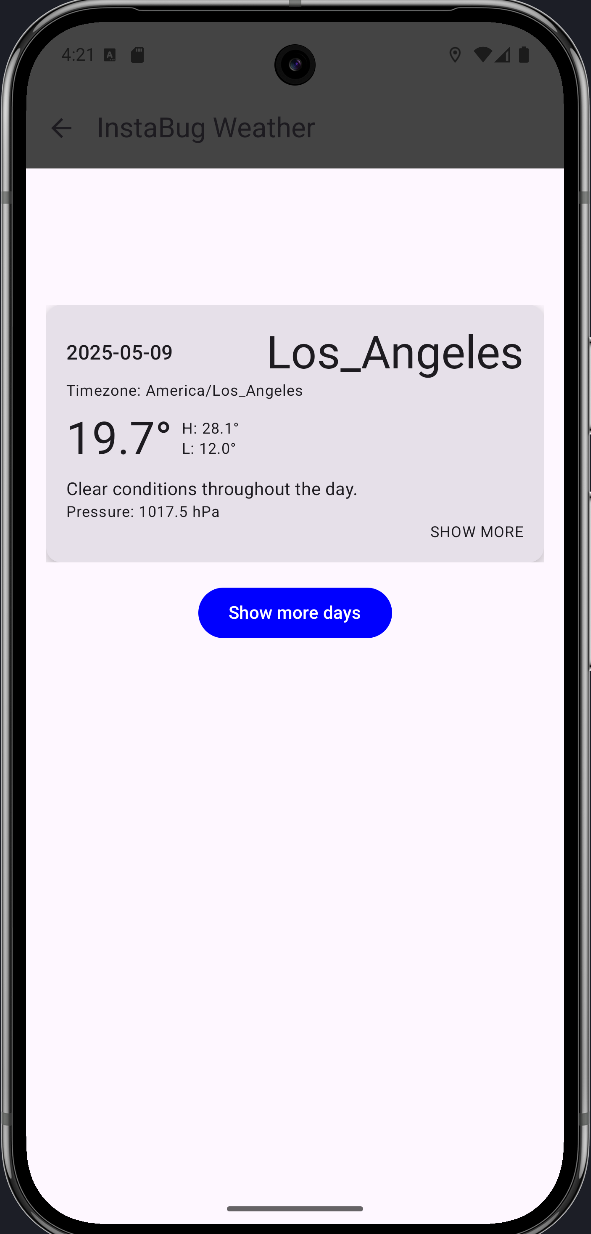 4:21
InstaBug Weather
2025-05-09
Los_Angeles
Timezone: America/Los_Angeles
19.7°
H: 28.1°
L: 12.0°
Clear conditions throughout the day.
Pressure: 1017.5 hPa
SHOW MORE
Show more days